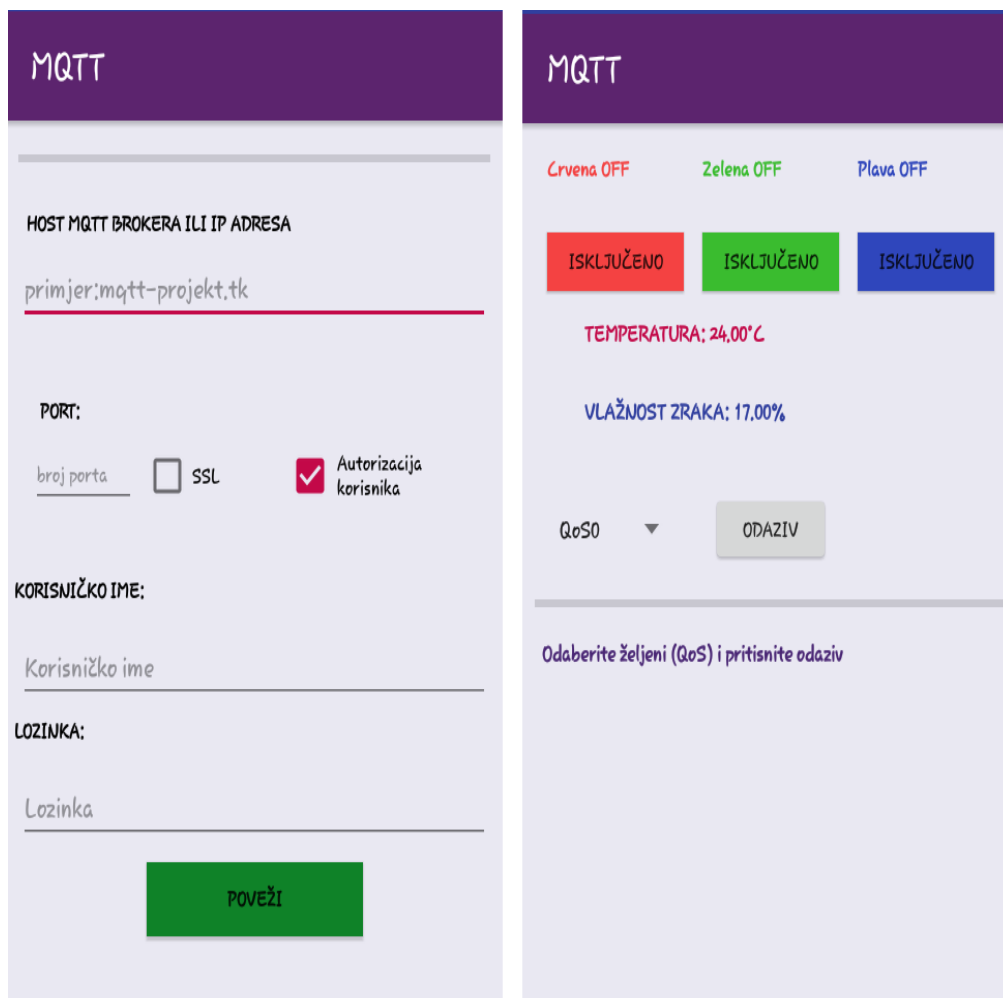 MQTT
HOST MQTT BROKERA ILI IP ADRESA
primjer:mqtt-projekt.tk
PORT:
broj porta
SSL
Autorizacija
korisnika
KORISNIČKO IME:
Korisničko ime
LOZINKA:
Lozinka
POVEŽI
MQTT
Crvena OFF Zelena OFF Plava OFF
ISKLJUČENO ISKLJUČENO ISKLJUČENO
TEMPERATURA: 24.00°C
VLAŽNOST ZRAKA: 17.00%
QoS0 ODAZIV
Odaberite željeni (QoS) i pritisnite odaziv